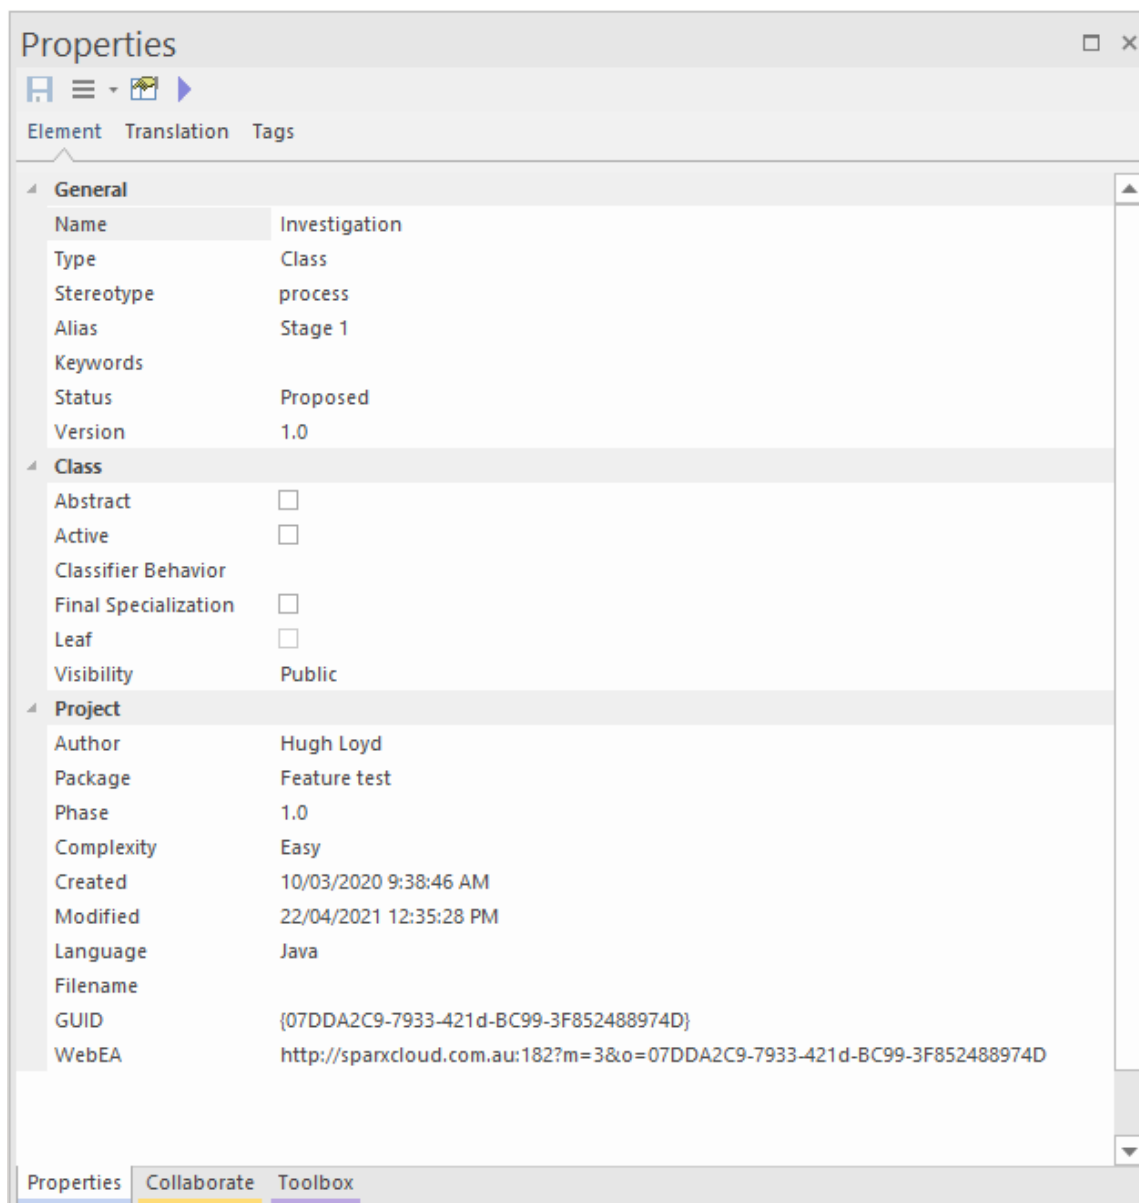 Properties
Element Translation Tags
General
Name Investigation
Type Class
Stereotype process
Alias Stage 1
Keywords
Status Proposed
Version 1.0
Class
Abstract
Active
Classifier Behavior
Final Specialization
Leaf
Visibility Public
Project
Author Hugh Loyd
Package Feature test
Phase 1.0
Complexity Easy
Created 10/03/2020 9:38:46 AM
Modified 22/04/2021 12:35:28 PM
Language Java
Filename
GUID {07DDA2C9-7933-421d-BC99-3F852488974D}
WebEA http://sparxcloud.com.au:182?m=3&o=07DDA2C9-7933-421d-BC99-3F852488974D
Properties Collaborate Toolbox